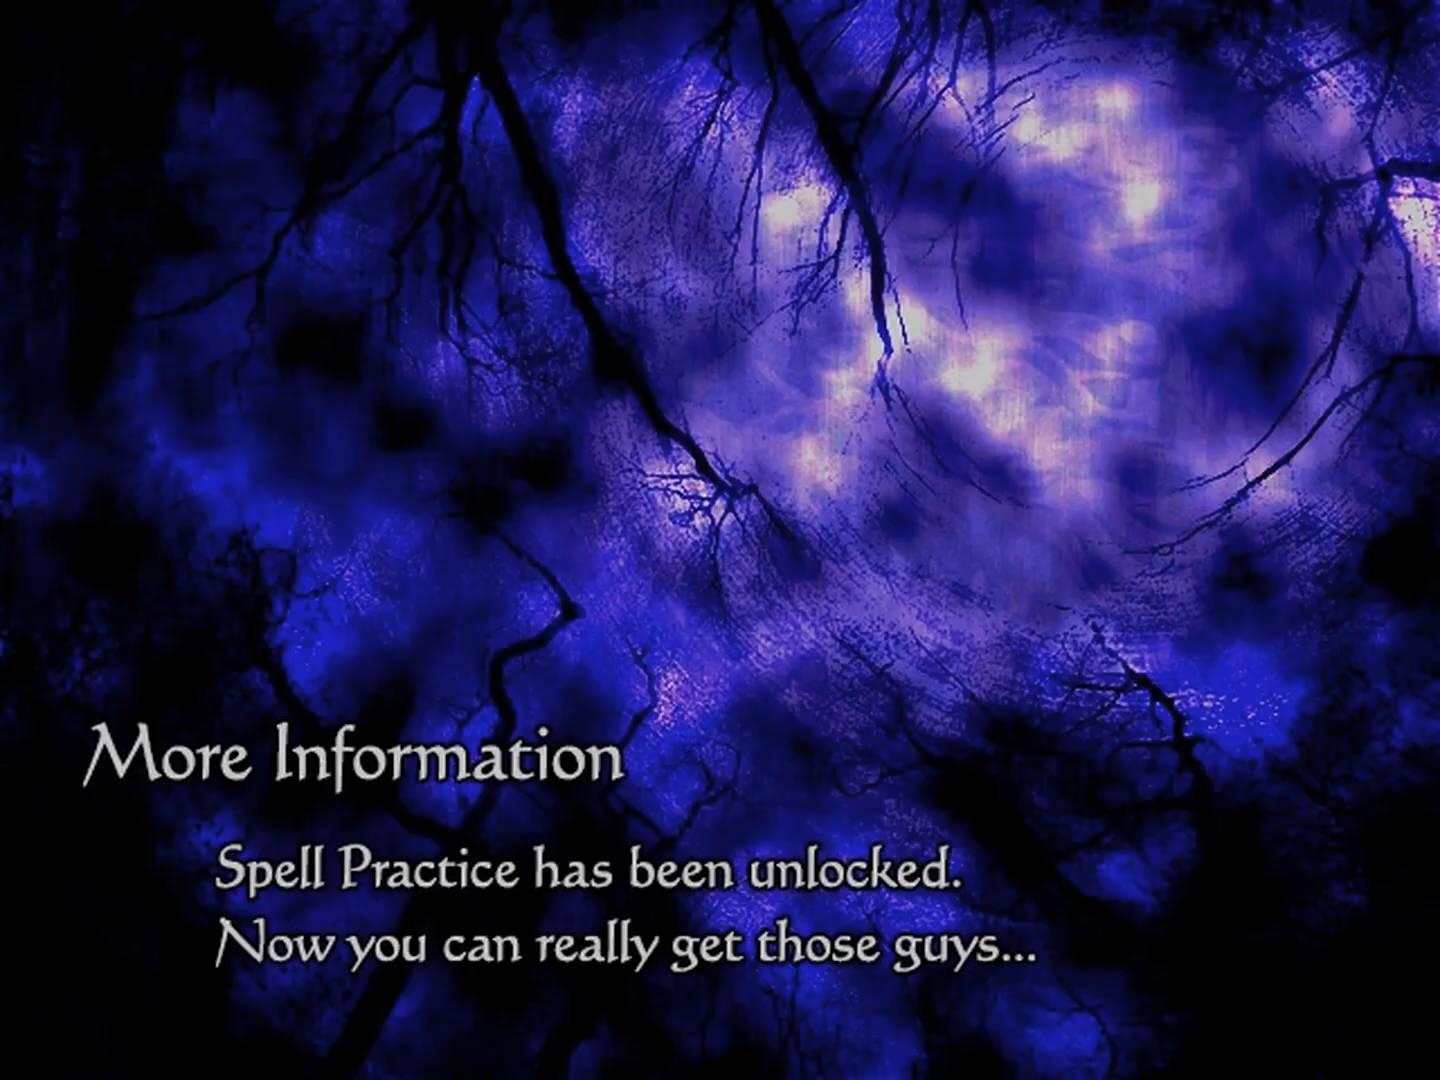 More Information
Spell Practice has been unlocked.
Now you can really get those guys...